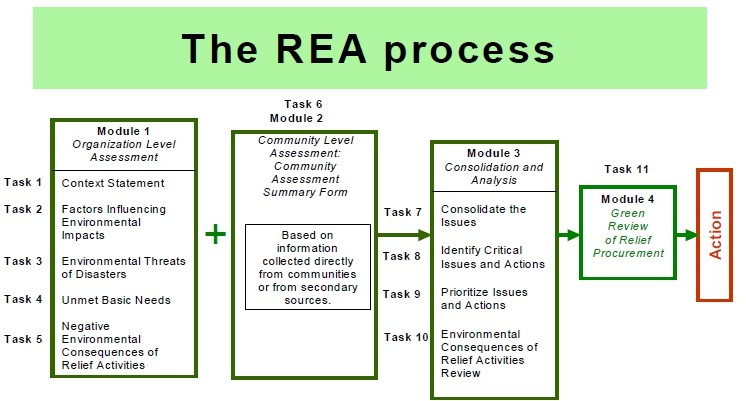 The REA process
Module 1
Organization Level
Assessment
Task 1
Context Statement
Task 2
Factors Influencing
Environmental
Impacts
Task 3
Environmental Threats
of Disasters
Task 4
Unmet Basic Needs
Task 5
Negative
Environmental
Consequences of
Relief Activities
+
Task 6
Module 2
Community Level
Assessment:
Community
Assessment
Summary Form
Based on
information
collected directly
from communities
or from secondary
sources.
Module 3
Consolidation and
Analysis
Task 7
Consolidate the
Issues
Task 8
Identify Critical
Issues and Actions
Task 9
Prioritize Issues
and Actions
Task 10
Environmental
Consequences of
Relief Activities
Review
Task 11
Module 4
Green
Review
of Relief
Procurement
Action